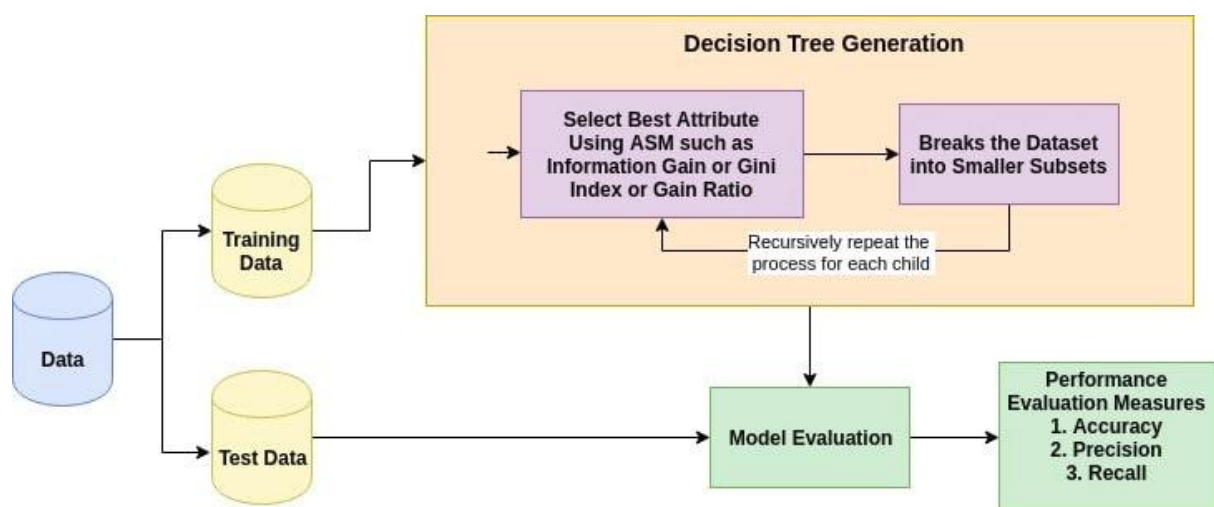 Decision Tree Generation
Select Best Attribute
Using ASM such as
Information Gain or Gini
Index or Gain Ratio
Breaks the Dataset
into Smaller Subsets
Recursively repeat the
process for each child
Training
Data
Data
Test Data
Model Evaluation
Performance
Evaluation Measures
1. Accuracy
2. Precision
3. Recall